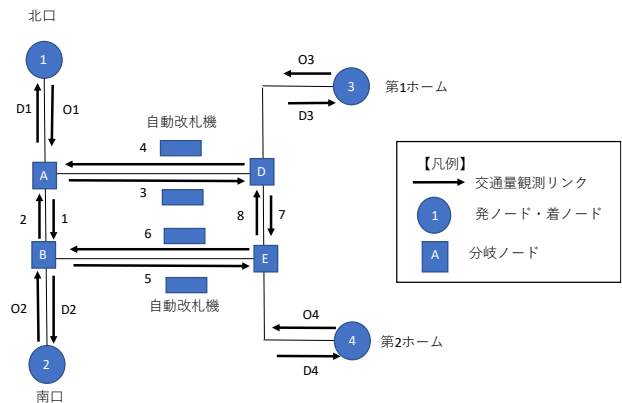 北口
1
D1
O1
O3
3
第1ホーム
D3
自動改札機
4
A
D
3
2
1
8
7
6
B
E
5
自動改札機
O2
D2
O4
4
第2ホーム
D4
2
南口
【凡例】
交通量観測リンク
1
発ノード・着ノード
A
分岐ノード